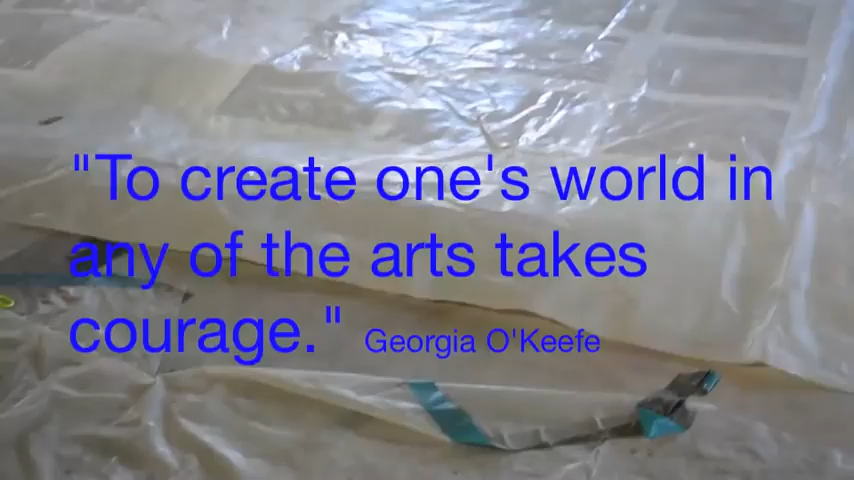 "To create one's world in
any of the arts takes
courage." Georgia O'Keefe